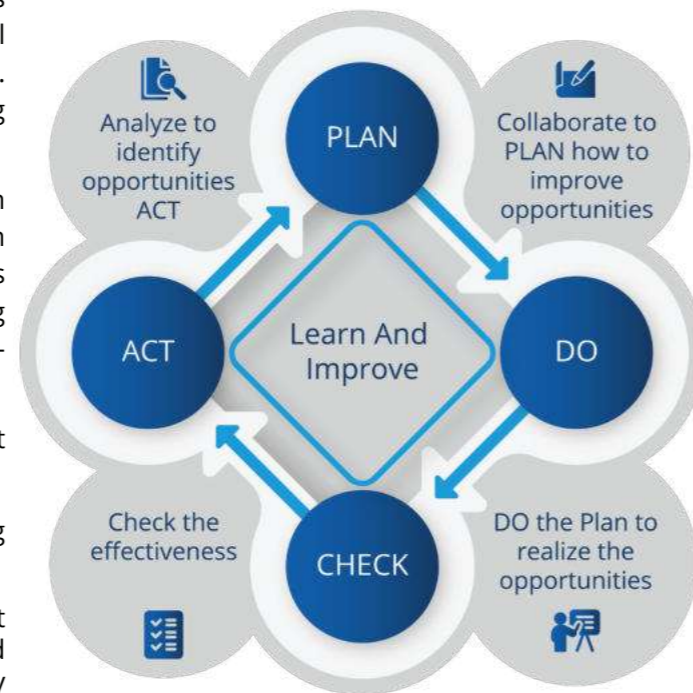 Analyze to
identify
opportunities
ACT
PLAN
Collaborate to
PLAN how to
improve
opportunities
ACT
Learn And
Improve
DO
Check the
effectiveness
CHECK
DO the Plan to
realize the
opportunities